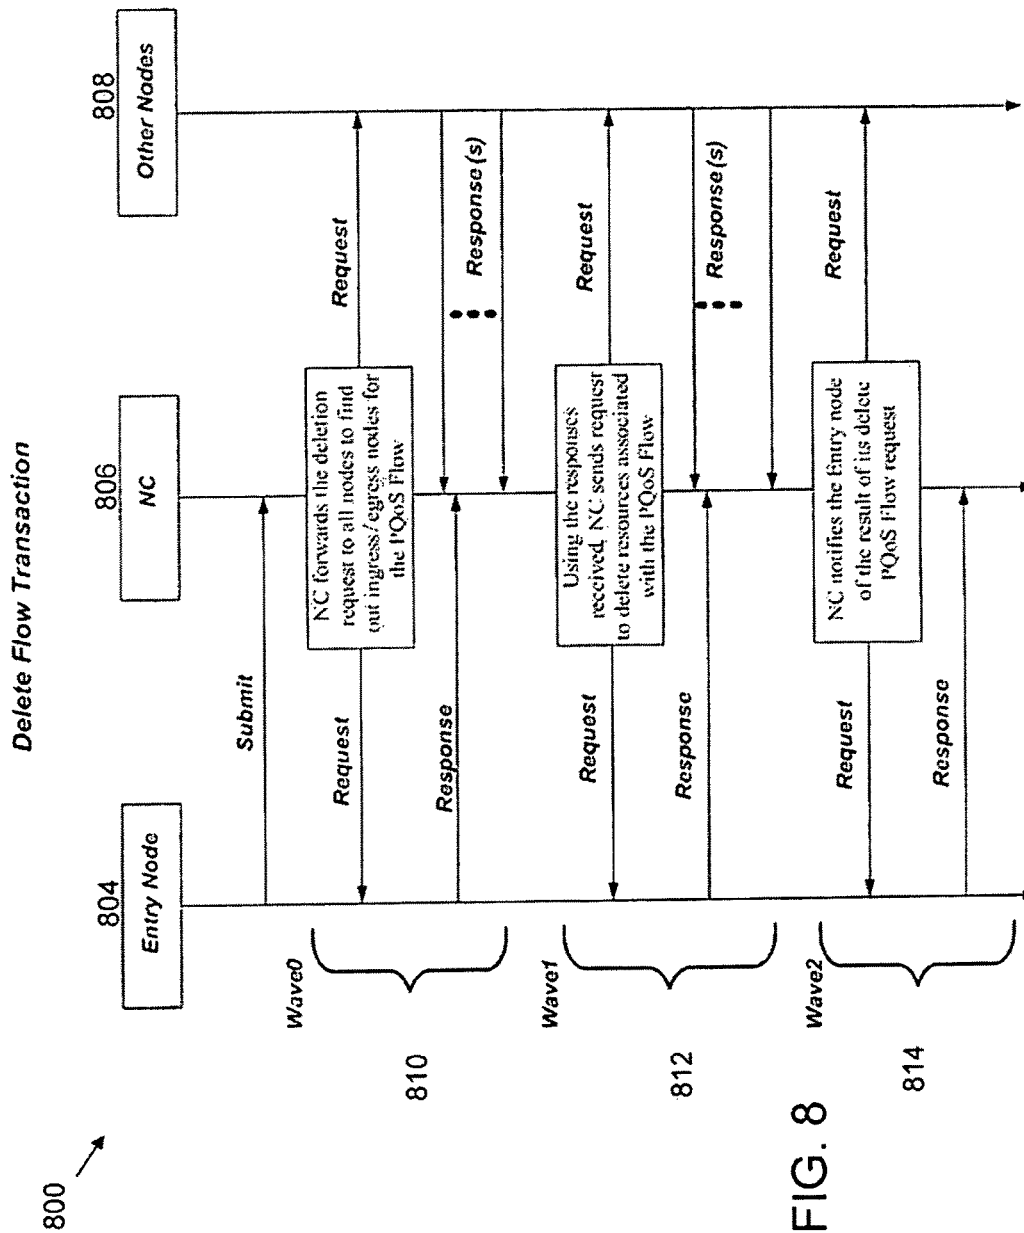 Delete Flow Transaction
800
804
Entry Node
806
NC
808
Other Nodes
Submit
Wave0
810
NC forwards the deletion
request to all nodes to find
out ingress/egress nodes for
the PQoS Flow
Request
Request
Response
Response(s)
Wave1
812
Using the responses
received, NC sends request
to delete resources associated
with the PQoS Flow
Request
Request
Response
Response(s)
Wave2
814
NC notifies the Entry node
of the result of its delete
PQoS Flow request
Request
Request
Response
FIG. 8